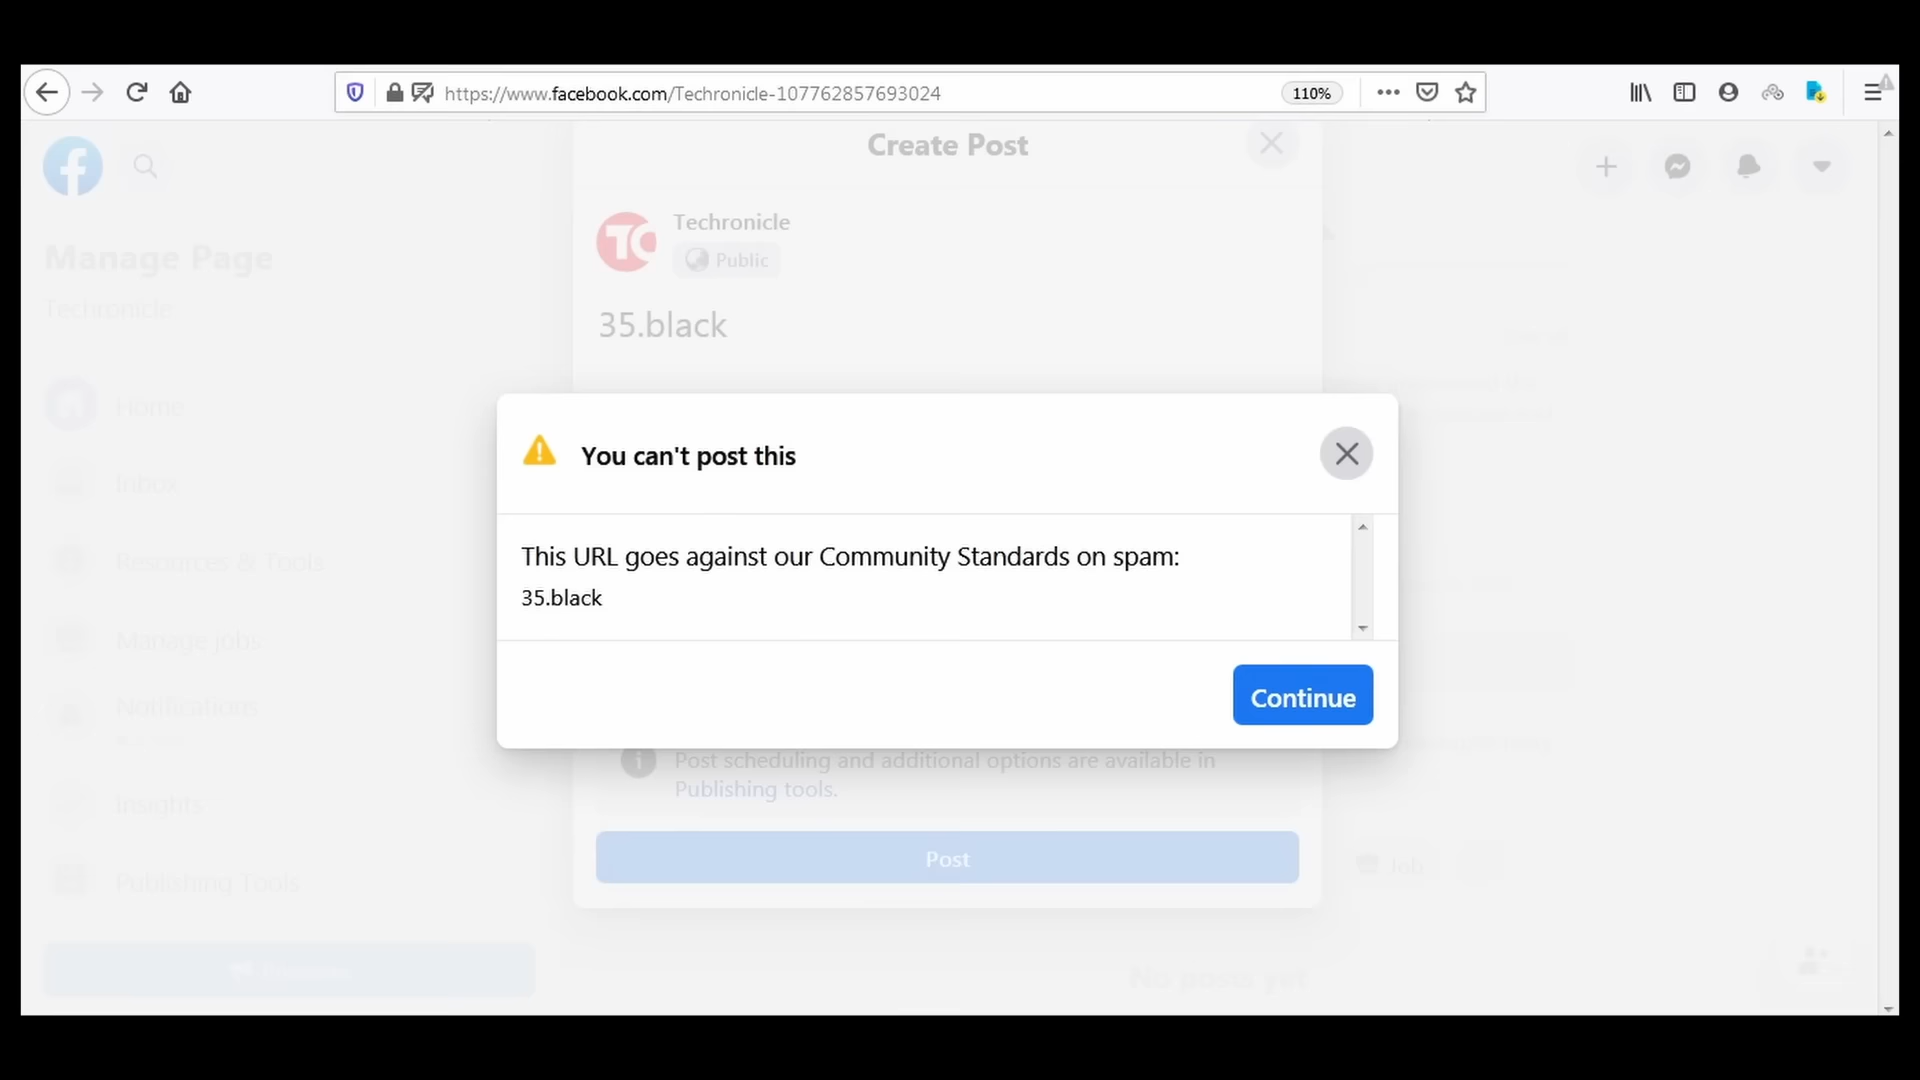 https://www.facebook.com/Techronicle-107762857693024
110%
Create Post
Manage Page
Techronicle
Techronicle
Public
35.black
Home
Inbox
Resources & Tools
Manage jobs
Notifications
Insights
Publishing Tools
You can't post this
This URL goes against our Community Standards on spam:
35.black
Continue
Post scheduling and additional options are available in
Publishing tools.
Post
Job
No posts yet